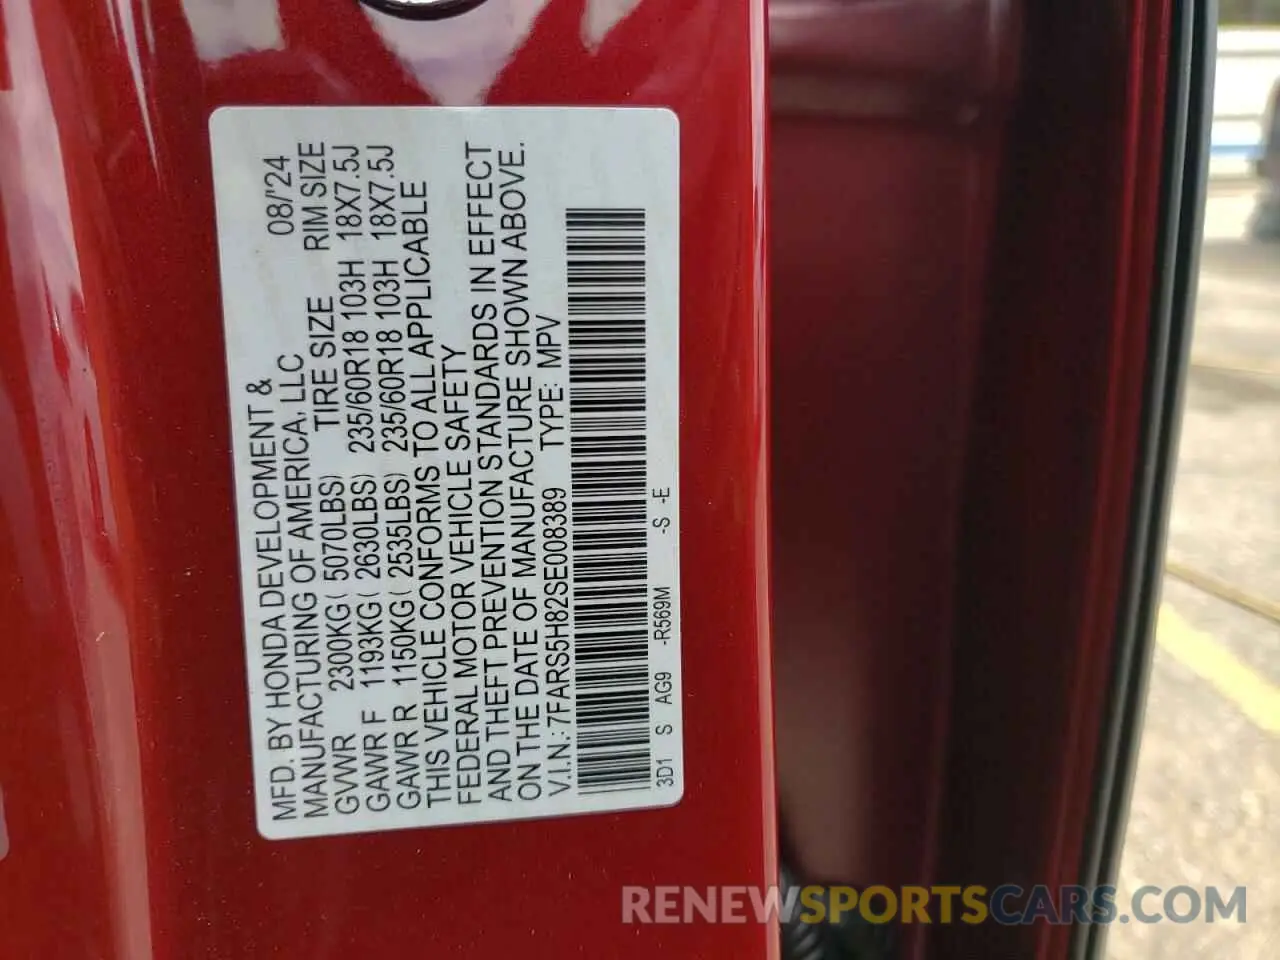 MFD. BY HONDA DEVELOPMENT &
MANUFACTURING OF AMERICA, LLC 08/'24
GVWR 2300KG( 5070LBS) TIRE SIZE RIM SIZE
GAWR F 1193KG( 2630LBS) 235/60R18 103H 18X7.5J
GAWR R 1150KG( 2535LBS) 235/60R18 103H 18X7.5J
THIS VEHICLE CONFORMS TO ALL APPLICABLE
FEDERAL MOTOR VEHICLE SAFETY
AND THEFT PREVENTION STANDARDS IN EFFECT
ON THE DATE OF MANUFACTURE SHOWN ABOVE.
V.I.N.: 7FARS5H82SE008389 TYPE: MPV
3D1 S AG9 -R569M -S -E
RENEWSPORTSCARS.COM